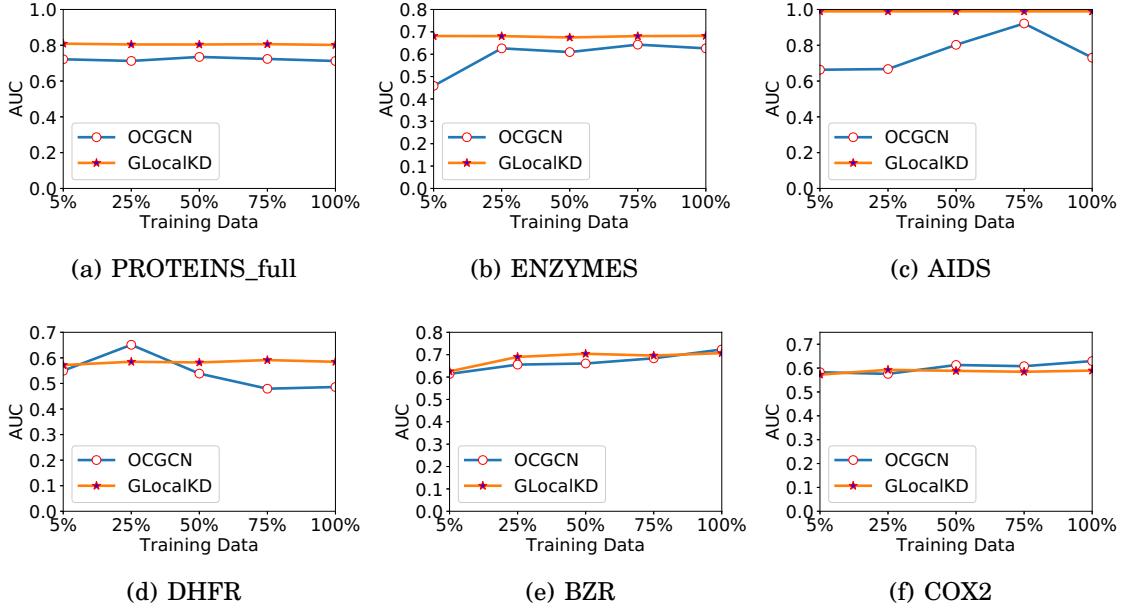 1.0
0.8
0.6
0.4
0.2
0.0
AUC
OCGCN
GLocalKD
5% 25% 50% 75% 100%
Training Data
(a) PROTEINS_full
0.8
0.7
0.6
0.5
0.4
0.3
0.2
0.1
0.0
AUC
OCGCN
GLocalKD
5% 25% 50% 75% 100%
Training Data
(b) ENZYMES
1.0
0.8
0.6
0.4
0.2
0.0
AUC
OCGCN
GLocalKD
5% 25% 50% 75% 100%
Training Data
(c) AIDS
0.7
0.6
0.5
0.4
0.3
0.2
0.1
0.0
AUC
OCGCN
GLocalKD
5% 25% 50% 75% 100%
Training Data
(d) DHFR
0.8
0.7
0.6
0.5
0.4
0.3
0.2
0.1
0.0
AUC
OCGCN
GLocalKD
5% 25% 50% 75% 100%
Training Data
(e) BZR
0.7
0.6
0.5
0.4
0.3
0.2
0.1
0.0
AUC
OCGCN
GLocalKD
5% 25% 50% 75% 100%
Training Data
(f) COX2